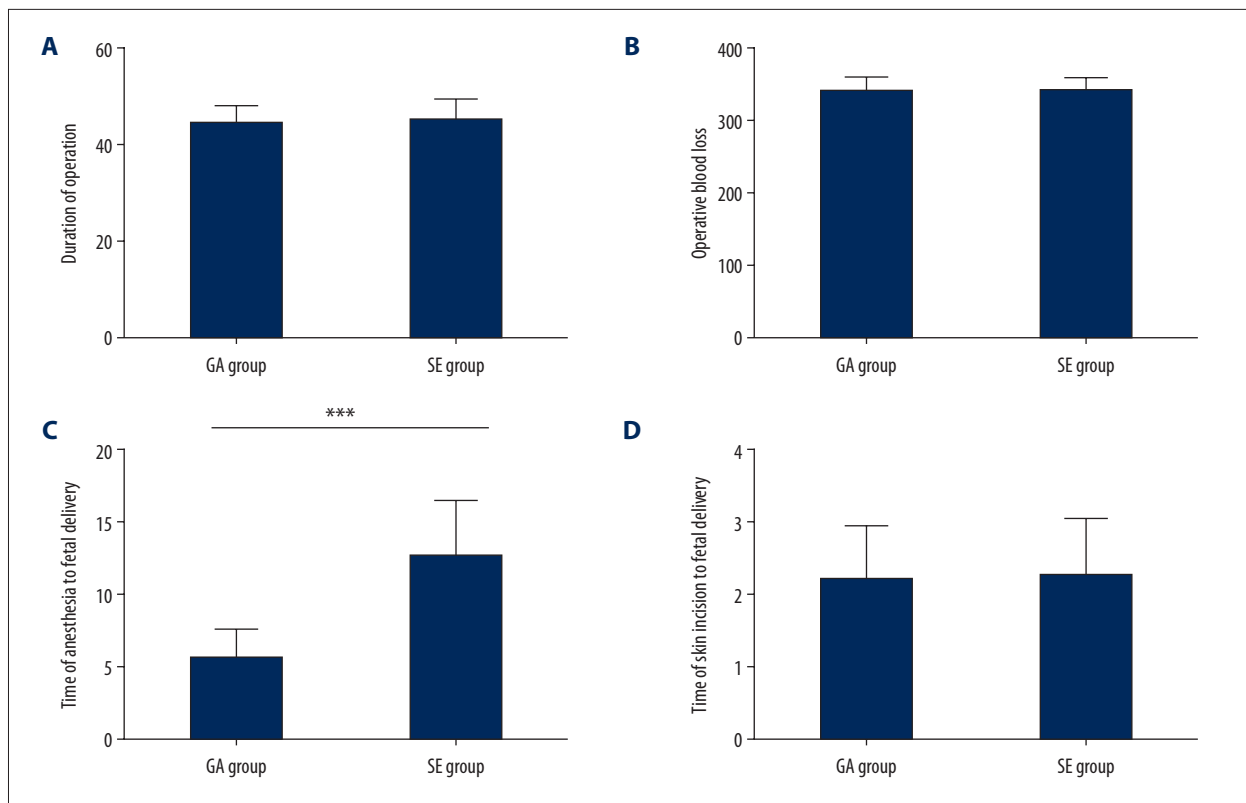 A
Duration of operation
60
40
20
0
GA group
SE group
B
Operative blood loss
400
300
200
100
0
GA group
SE group
C
***
Time of anesthesia to fetal delivery
20
15
10
5
0
GA group
SE group
D
Time of skin incision to fetal delivery
4
3
2
1
0
GA group
SE group